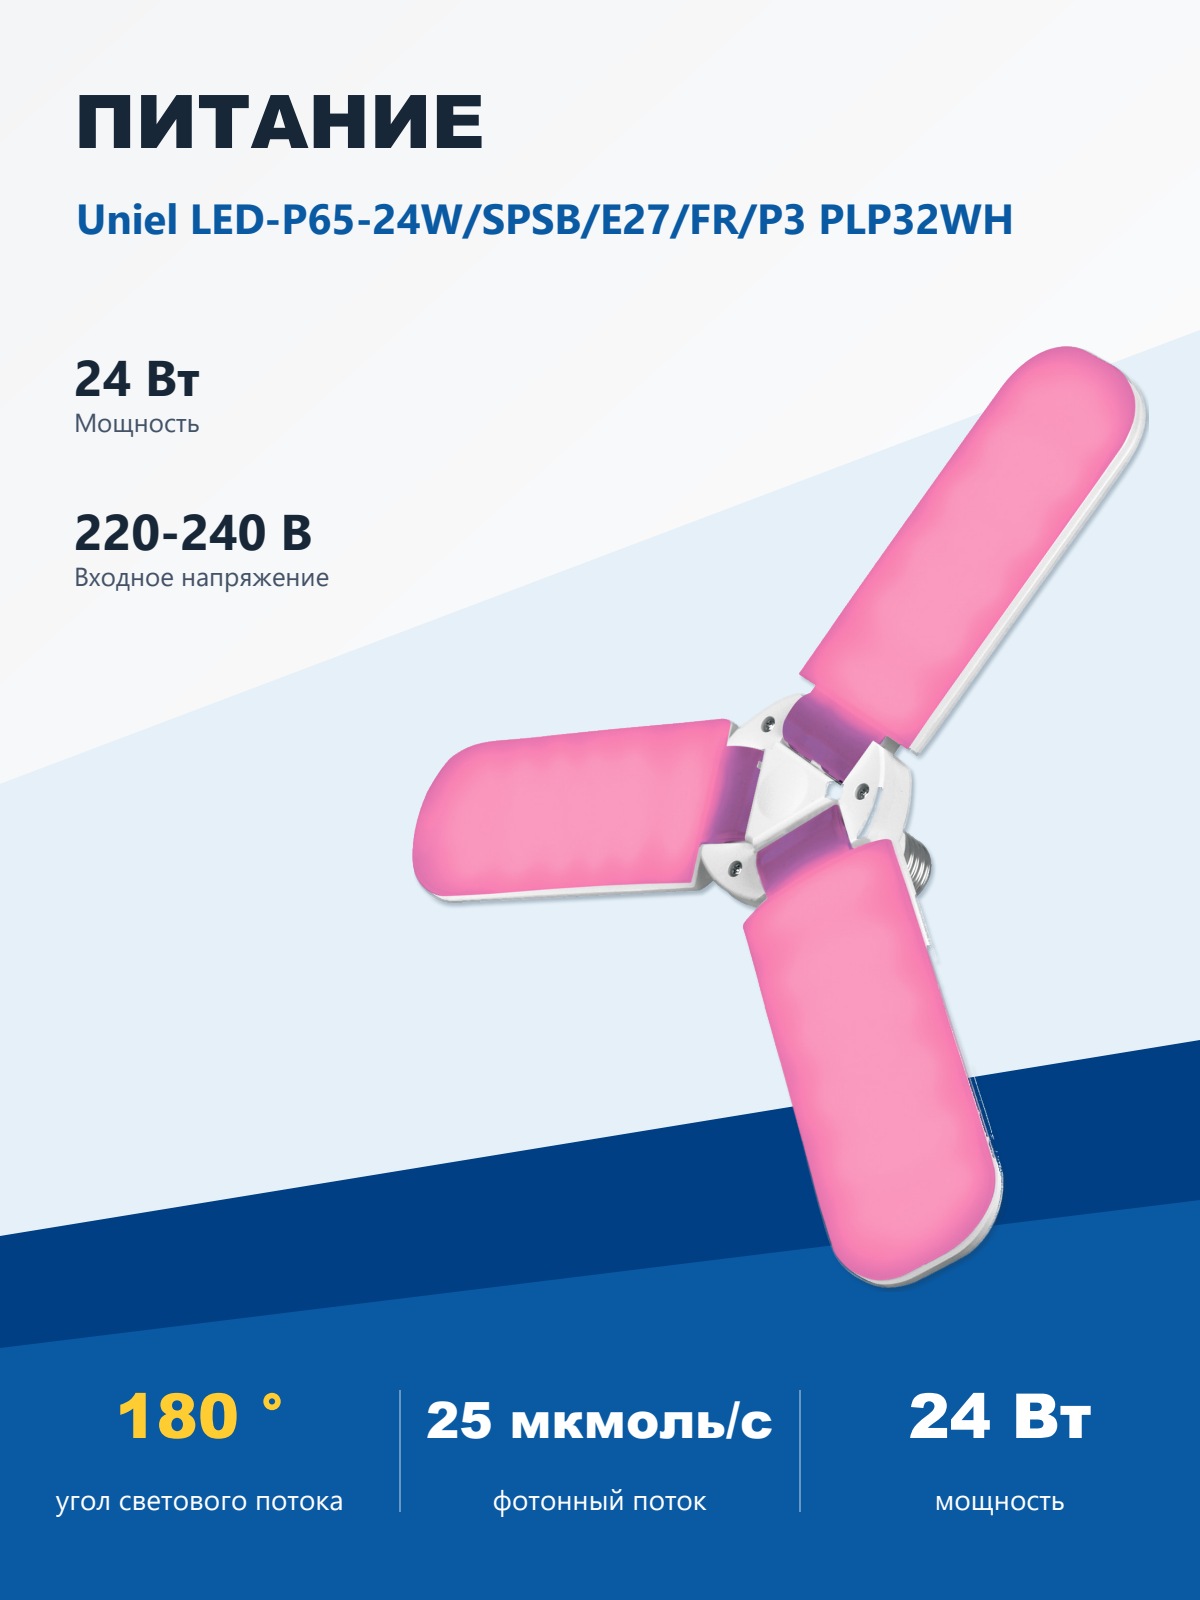 ПИТАНИЕ
Uniel LED-P65-24W/SPSB/E27/FR/P3 PLP32WH
24 Вт
Мощность
220-240 В
Входное напряжение
180 °
угол светового потока
25 мкмоль/с
фотонный поток
24 Вт
мощность